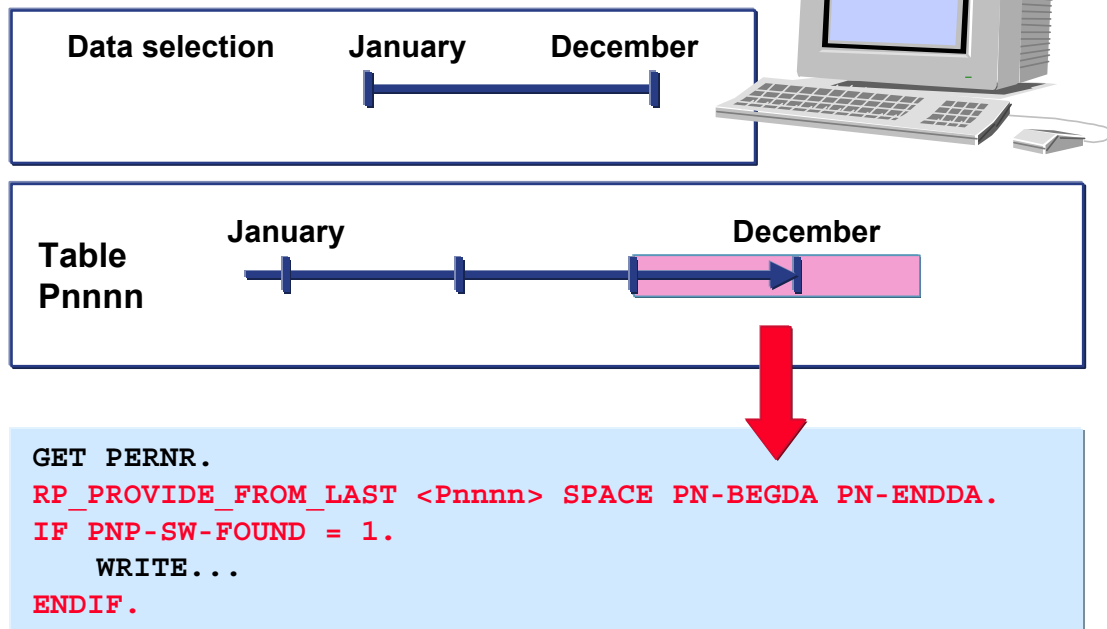 Data selection January December
January December
Table
Pnnnn
GET PERNR.
RP_PROVIDE_FROM_LAST <Pnnnn> SPACE PN-BEGDA PN-ENDDA.
IF PNP-SW-FOUND = 1.
WRITE...
ENDIF.